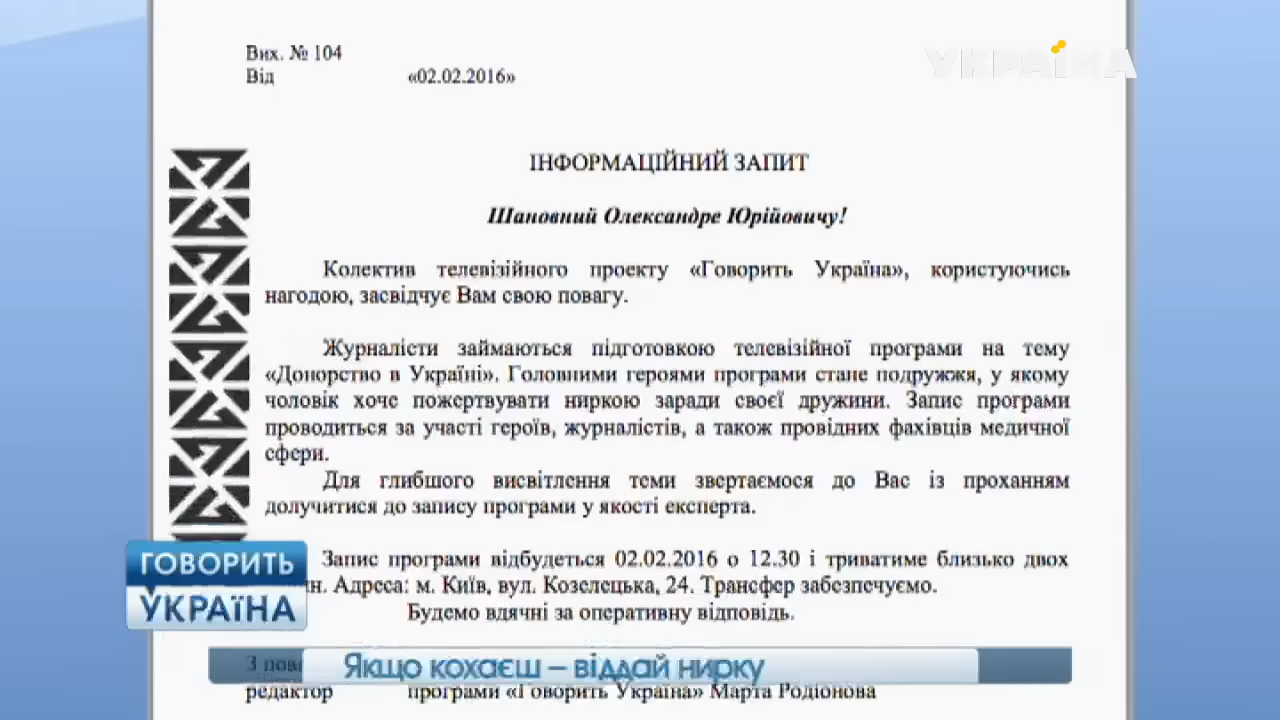 Вих. № 104
Від «02.02.2016»
УКРАЇНА
ІНФОРМАЦІЙНИЙ ЗАПИТ
Шановний Олександре Юрійовичу!
Колектив телевізійного проекту «Говорить Україна», користуючись
нагодою, засвідчує Вам свою повагу.
Журналісти займаються підготовкою телевізійної програми на тему
«Донорство в Україні». Головними героями програми стане подружжя, у якому
чоловік хоче пожертвувати ниркою заради своєї дружини. Запис програми
проводиться за участі героїв, журналістів, а також провідних фахівців медичної
сфери.
Для глибшого висвітлення теми звертаємося до Вас із проханням
долучитися до запису програми у якості експерта.
Запис програми відбудеться 02.02.2016 о 12.30 і триватиме близько двох
Адреса: м. Київ, вул. Козелецька, 24. Трансфер забезпечуємо.
Будемо вдячні за оперативну відповідь.
ГОВОРИТЬ
УКРАЇНА
З
Якщо кохаєш – віддай нирку
редактор програми «Говорить Україна» Марта Родіонова